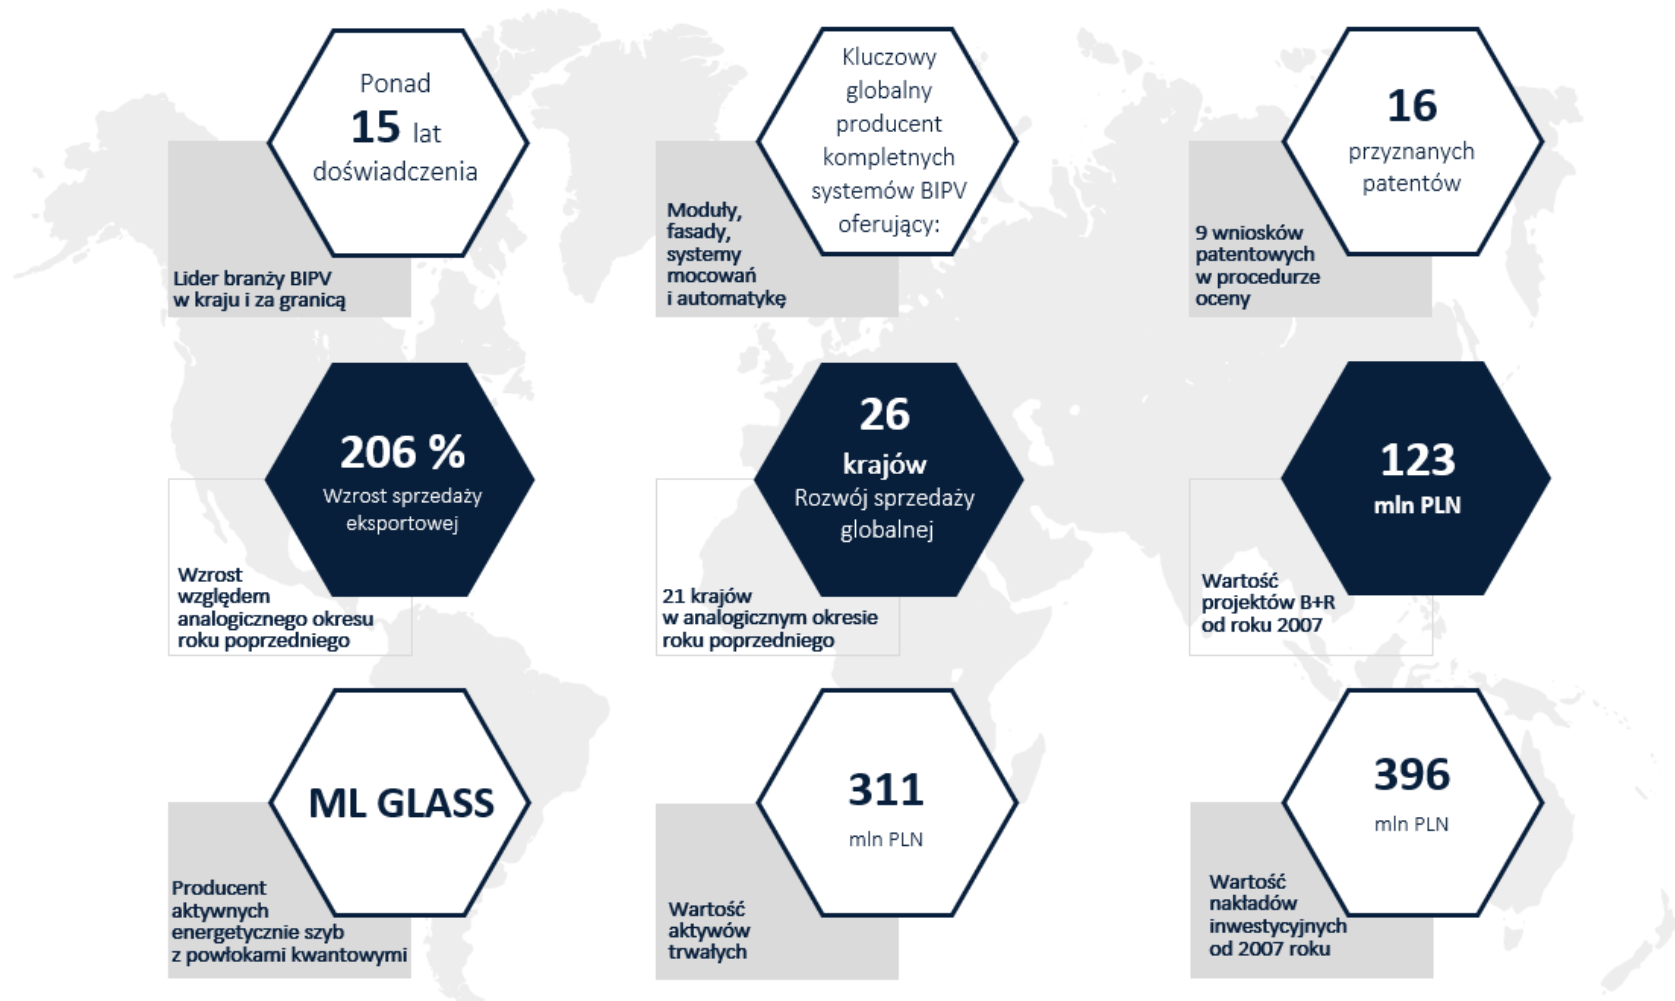 Ponad
15 lat
doświadczenia
Lider branży BIPV
w kraju i za granicą
Kluczowy
globalny
producent
kompletnych
systemów BIPV
oferujący:
Moduły,
fasady,
systemy
mocowań
i automatykę
16
przyznanych
patentów
9 wniosków
patentowych
w procedurze
oceny
206 %
Wzrost sprzedaży
eksportowej
Wzrost
względem
analogicznego okresu
roku poprzedniego
26
krajów
Rozwój sprzedaży
globalnej
21 krajów
w analogicznym okresie
roku poprzedniego
123
mln PLN
Wartość
projektów B+R
od roku 2007
ML GLASS
Producent
aktywnych
energetycznie szyb
z powłokami kwantowymi
311
mln PLN
Wartość
aktywów
trwałych
396
mln PLN
Wartość
nakładów
inwestycyjnych
od 2007 roku